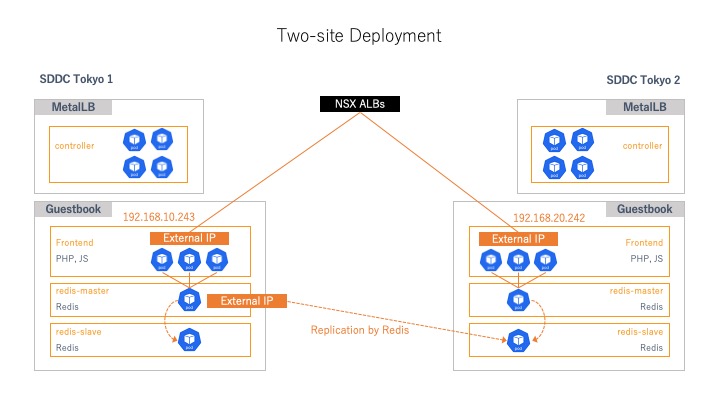 Two-site Deployment
SDDC Tokyo 1
SDDC Tokyo 2
NSX ALBs
MetalLB
controller
pod
pod
pod
pod
MetalLB
controller
pod
pod
pod
pod
Guestbook
192.168.10.243
External IP
Frontend
PHP, JS
pod
pod
pod
redis-master
Redis
pod
External IP
redis-slave
Redis
pod
Replication by Redis
Guestbook
192.168.20.242
External IP
Frontend
PHP, JS
pod
pod
pod
redis-master
Redis
pod
redis-slave
Redis
pod